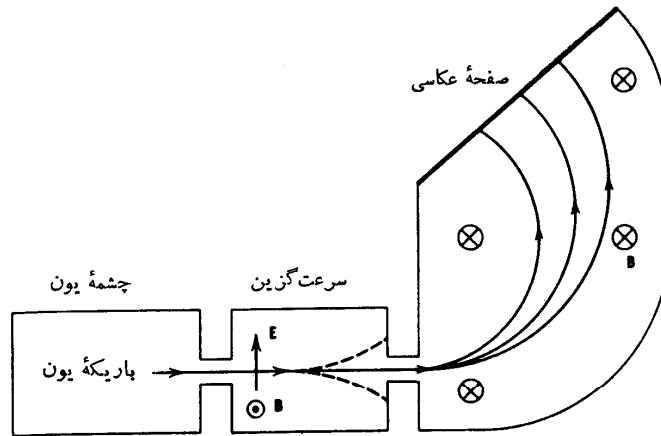 صفحهٔ عکاسی
B
سرعت‌گزین
چشمهٔ یون
E
باریکهٔ یون
B